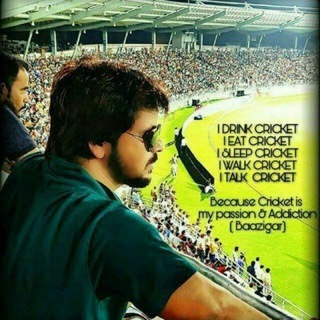 I DRINK CRICKET
I EAT CRICKET
I SLEEP CRICKET
I WALK CRICKET
I TALK CRICKET
Because Cricket is
my passion & Addiction
( Baazigar)